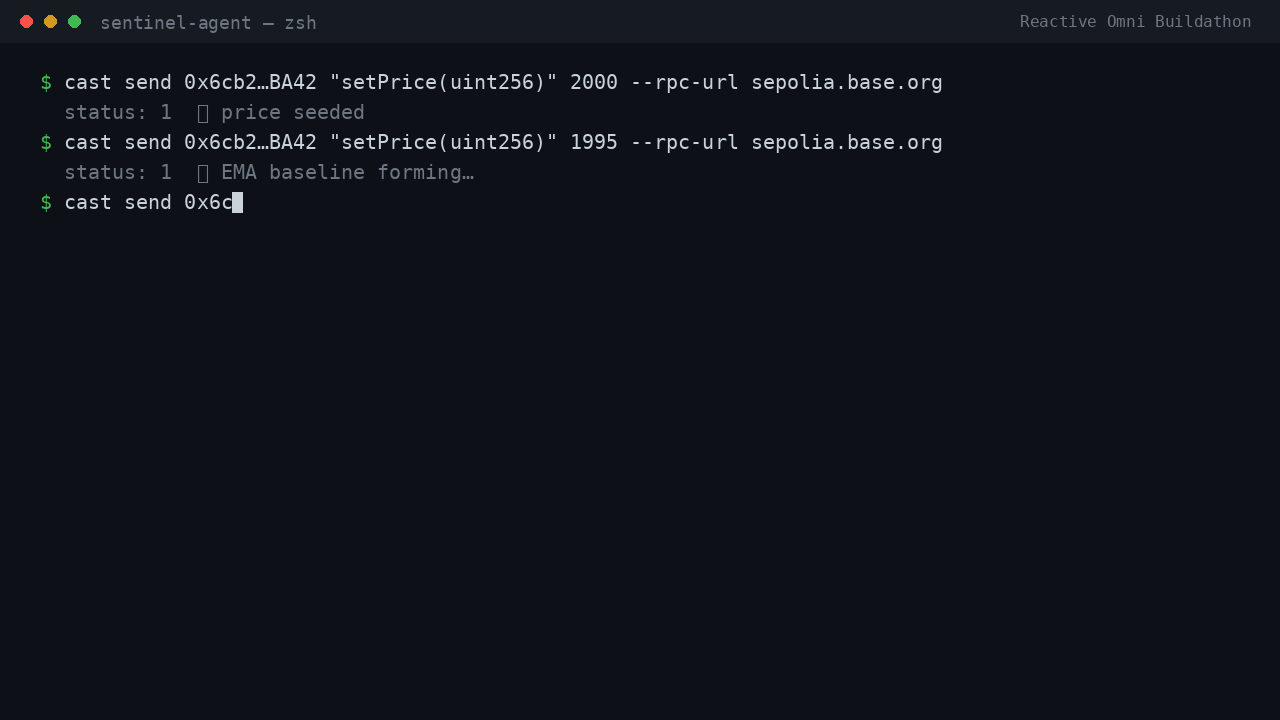 sentinel-agent — zsh
Reactive Omni Buildathon
$ cast send 0x6cb2…BA42 "setPrice(uint256)" 2000 --rpc-url sepolia.base.org
status: 1 ▯ price seeded
$ cast send 0x6cb2…BA42 "setPrice(uint256)" 1995 --rpc-url sepolia.base.org
status: 1 ▯ EMA baseline forming…
$ cast send 0x6c